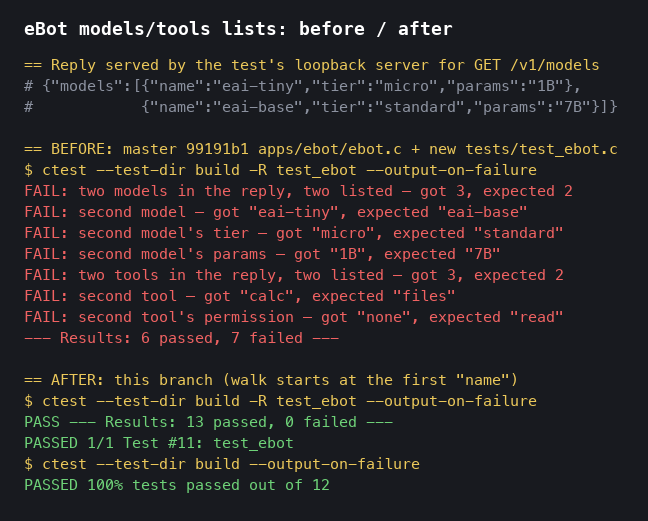 eBot models/tools lists: before / after
== Reply served by the test's loopback server for GET /v1/models
# {"models":[{"name":"eai-tiny","tier":"micro","params":"1B"},
#            {"name":"eai-base","tier":"standard","params":"7B"}]}
== BEFORE: master 99191b1 apps/ebot/ebot.c + new tests/test_ebot.c
$ ctest --test-dir build -R test_ebot --output-on-failure
FAIL: two models in the reply, two listed — got 3, expected 2
FAIL: second model — got "eai-tiny", expected "eai-base"
FAIL: second model's tier — got "micro", expected "standard"
FAIL: second model's params — got "1B", expected "7B"
FAIL: two tools in the reply, two listed — got 3, expected 2
FAIL: second tool — got "calc", expected "files"
FAIL: second tool's permission — got "none", expected "read"
--- Results: 6 passed, 7 failed ---
== AFTER: this branch (walk starts at the first "name")
$ ctest --test-dir build -R test_ebot --output-on-failure
PASS --- Results: 13 passed, 0 failed ---
PASSED 1/1 Test #11: test_ebot
$ ctest --test-dir build --output-on-failure
PASSED 100% tests passed out of 12